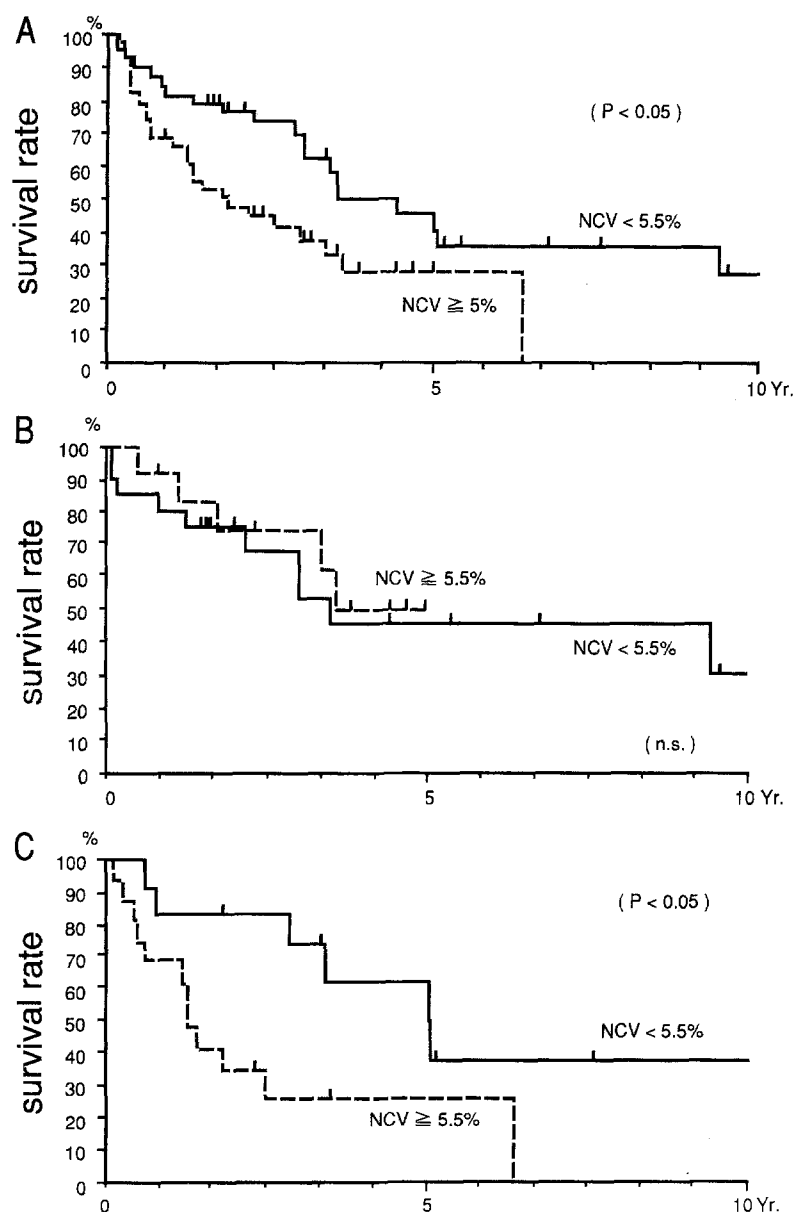 A
%
100
90
80
70
60
50
40
30
20
10
0
survival rate
( P < 0.05 )
NCV < 5.5%
NCV ≧ 5%
0 5 10 Yr.
B
%
100
90
80
70
60
50
40
30
20
10
0
survival rate
NCV ≧ 5.5%
NCV < 5.5%
( n.s. )
0 5 10 Yr.
C
%
100
90
80
70
60
50
40
30
20
10
0
survival rate
( P < 0.05 )
NCV < 5.5%
NCV ≧ 5.5%
0 5 10 Yr.